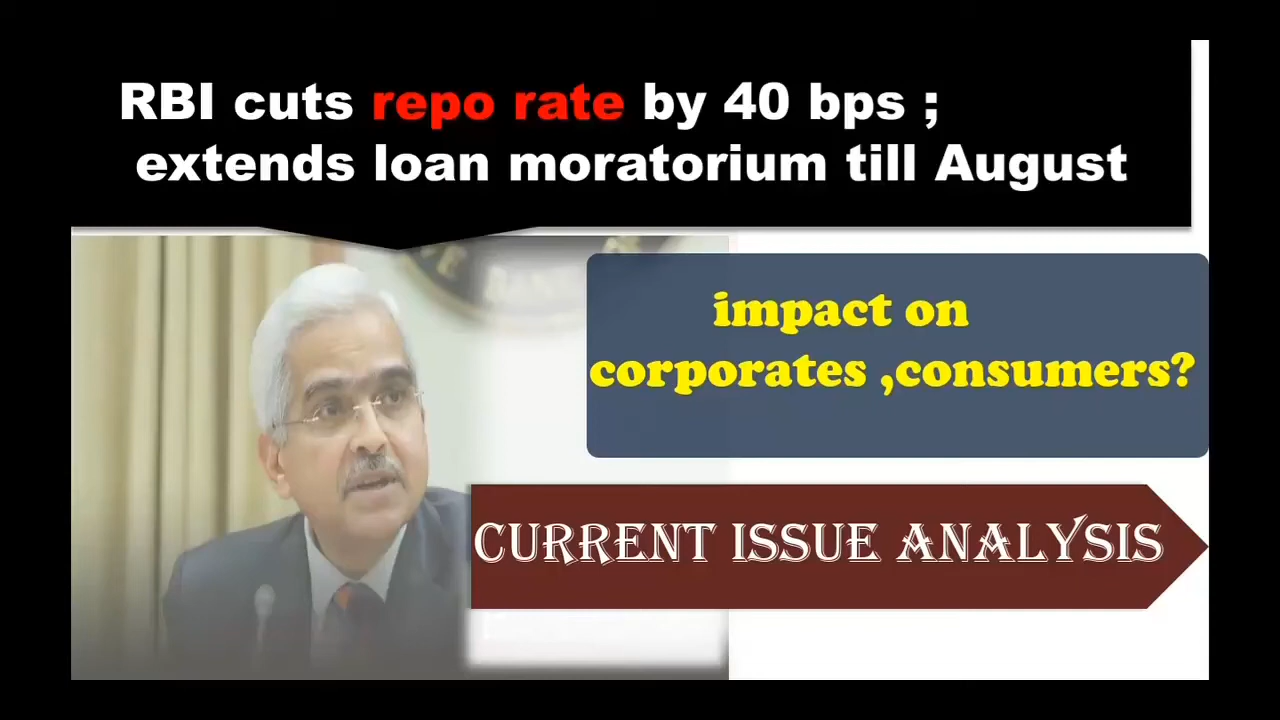 RBI cuts repo rate by 40 bps ;
extends loan moratorium till August
impact on
corporates ,consumers?
CURRENT ISSUE ANALYSIS